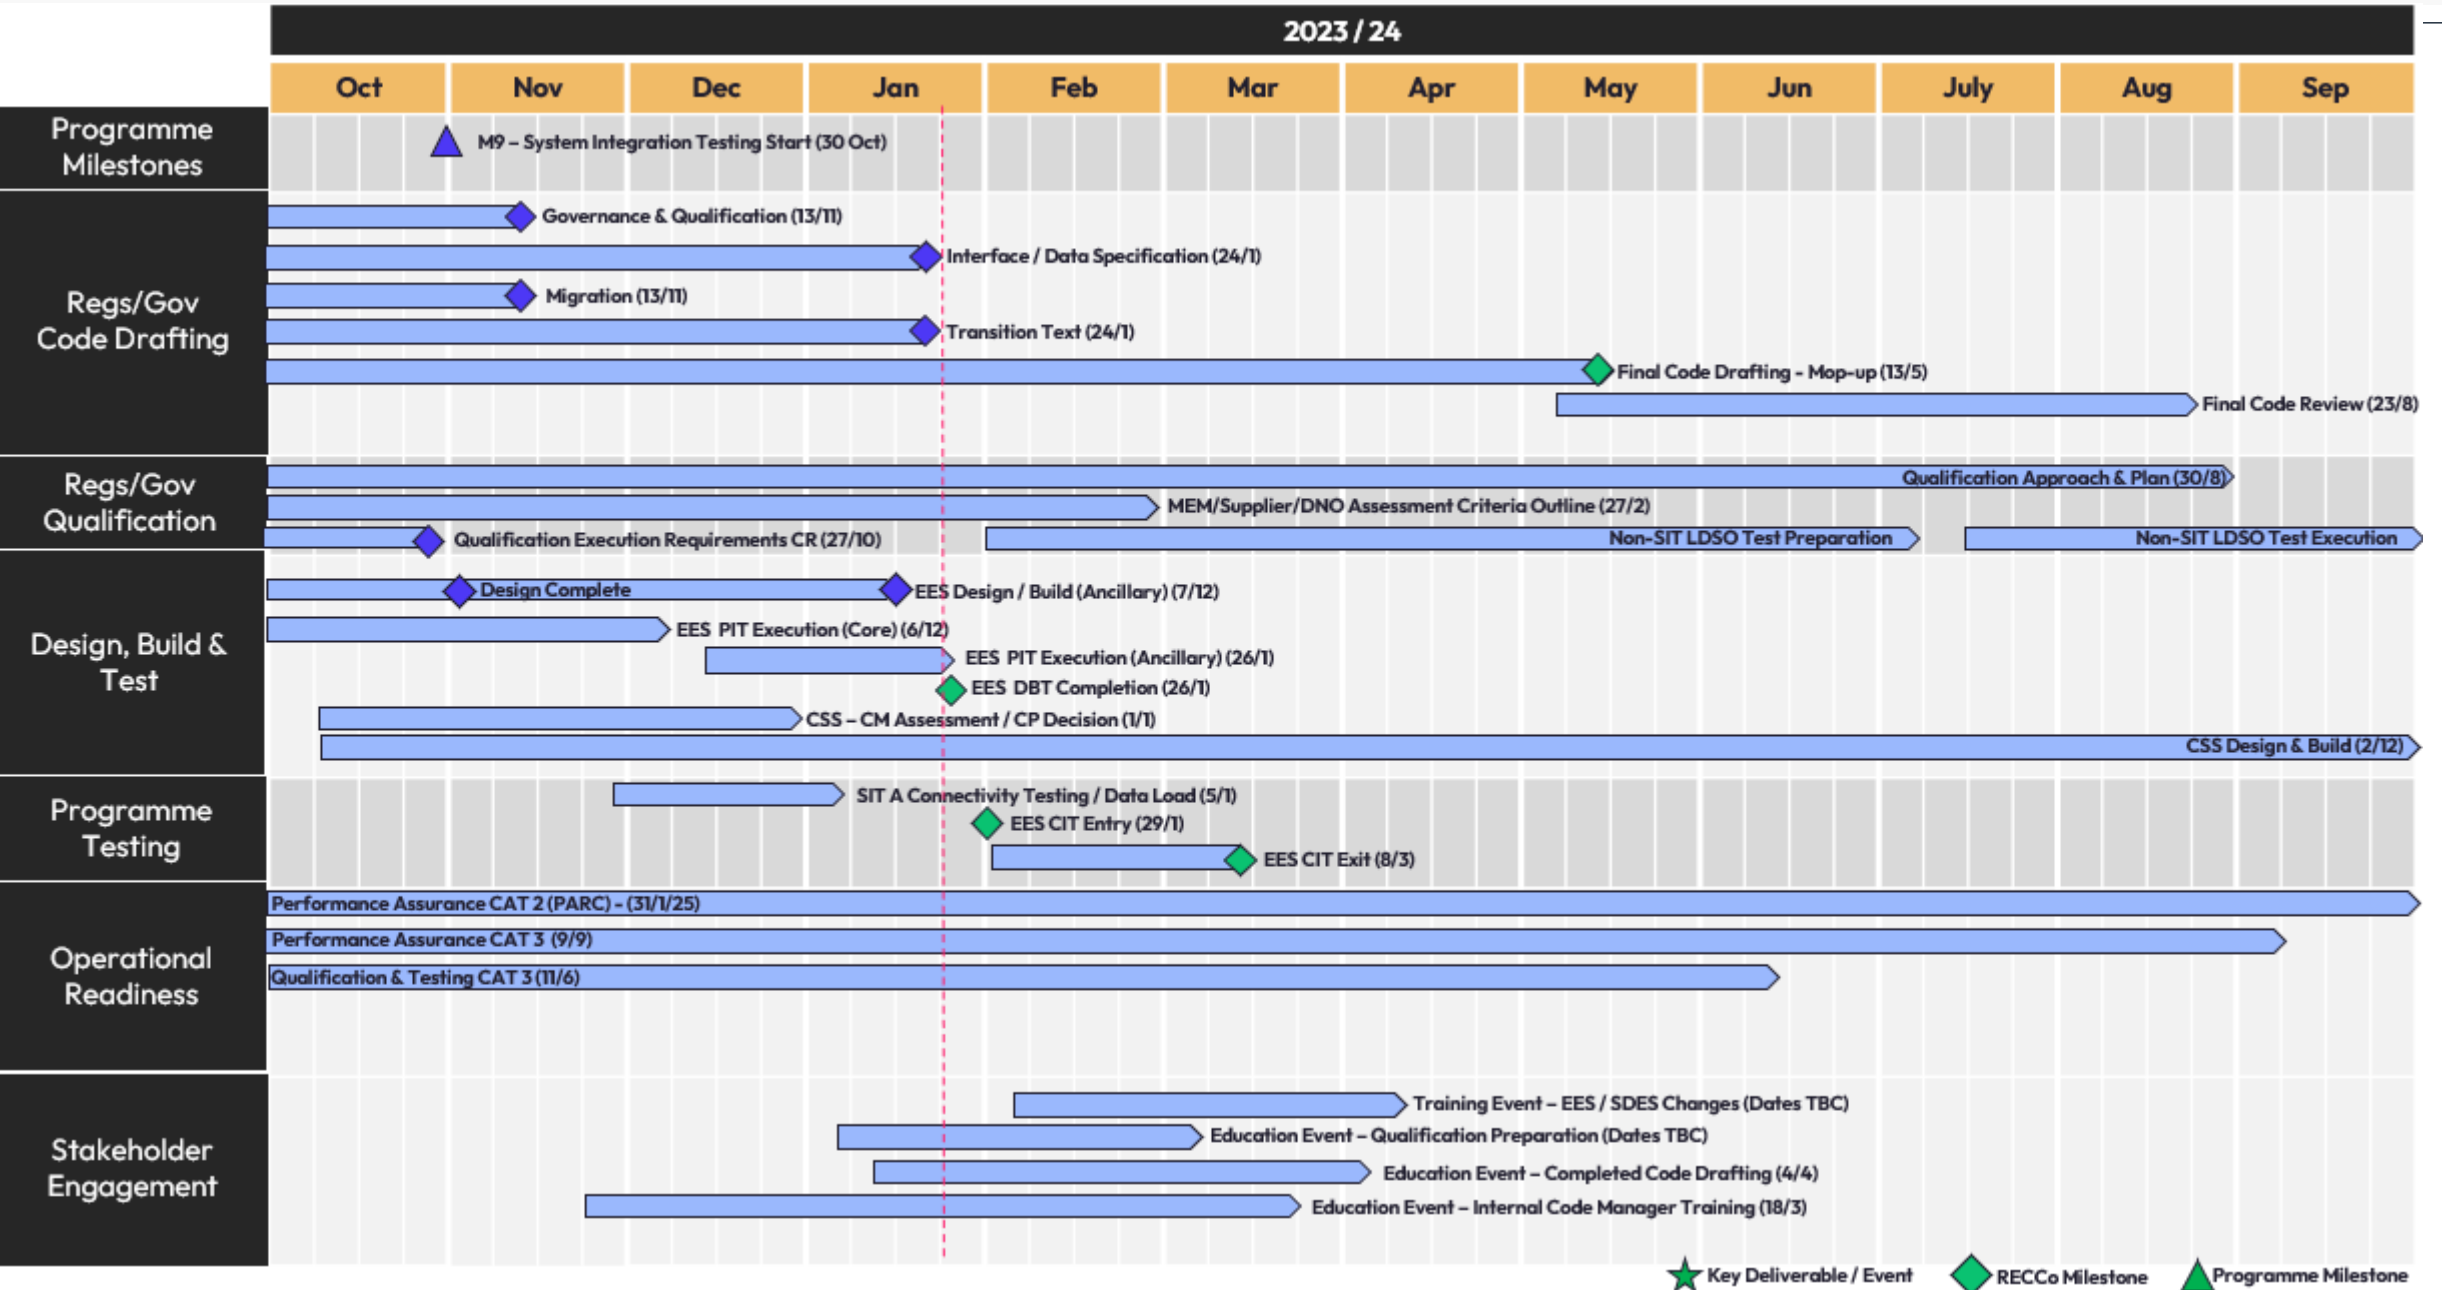 2023 / 24
Oct Nov Dec Jan Feb Mar Apr May Jun July Aug Sep
Programme
Milestones
M9 – System Integration Testing Start (30 Oct)
Regs/Gov
Code Drafting
Governance & Qualification (13/11)
Interface / Data Specification (24/1)
Migration (13/11)
Transition Text (24/1)
Final Code Drafting - Mop-up (13/5)
Final Code Review (23/8)
Regs/Gov
Qualification
Qualification Approach & Plan (30/8)
MEM/Supplier/DNO Assessment Criteria Outline (27/2)
Qualification Execution Requirements CR (27/10)
Non-SIT LDSO Test Preparation
Non-SIT LDSO Test Execution
Design, Build &
Test
Design Complete
EES Design / Build (Ancillary) (7/12)
EES PIT Execution (Core) (6/12)
EES PIT Execution (Ancillary) (26/1)
EES DBT Completion (26/1)
CSS – CM Assessment / CP Decision (1/1)
CSS Design & Build (2/12)
Programme
Testing
SIT A Connectivity Testing / Data Load (5/1)
EES CIT Entry (29/1)
EES CIT Exit (8/3)
Operational
Readiness
Performance Assurance CAT 2 (PARC) - (31/1/25)
Performance Assurance CAT 3 (9/9)
Qualification & Testing CAT 3 (11/6)
Stakeholder
Engagement
Training Event – EES / SDES Changes (Dates TBC)
Education Event – Qualification Preparation (Dates TBC)
Education Event – Completed Code Drafting (4/4)
Education Event – Internal Code Manager Training (18/3)
Key Deliverable / Event
RECCo Milestone
Programme Milestone